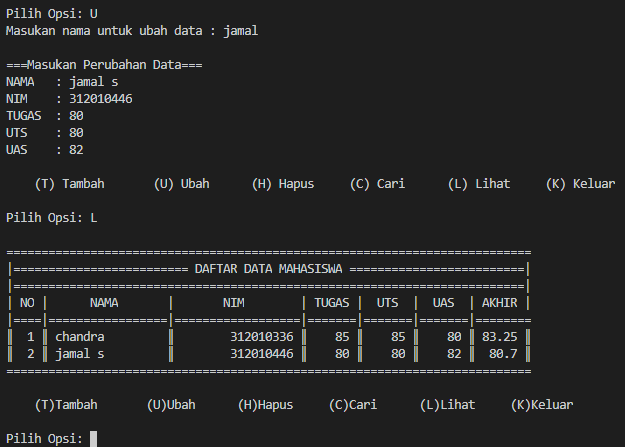 Pilih Opsi: U
Masukan nama untuk ubah data : jamal
===Masukan Perubahan Data===
NAMA   : jamal s
NIM    : 312010446
TUGAS  : 80
UTS    : 80
UAS    : 82
(T) Tambah       (U) Ubah      (H) Hapus     (C) Cari      (L) Lihat     (K) Keluar
Pilih Opsi: L
===========================================================================
|========================= DAFTAR DATA MAHASISWA =========================|
|=========================================================================|
| NO |      NAMA       |       NIM        | TUGAS |  UTS  |  UAS  | AKHIR |
|====|=================|==================|=======|=======|=======|========
║  1 ║ chandra         ║        312010336 ║    85 ║    85 ║    80 ║ 83.25 ║
║  2 ║ jamal s         ║        312010446 ║    80 ║    80 ║    82 ║  80.7 ║
===========================================================================
(T)Tambah       (U)Ubah      (H)Hapus     (C)Cari      (L)Lihat     (K)Keluar
Pilih Opsi: